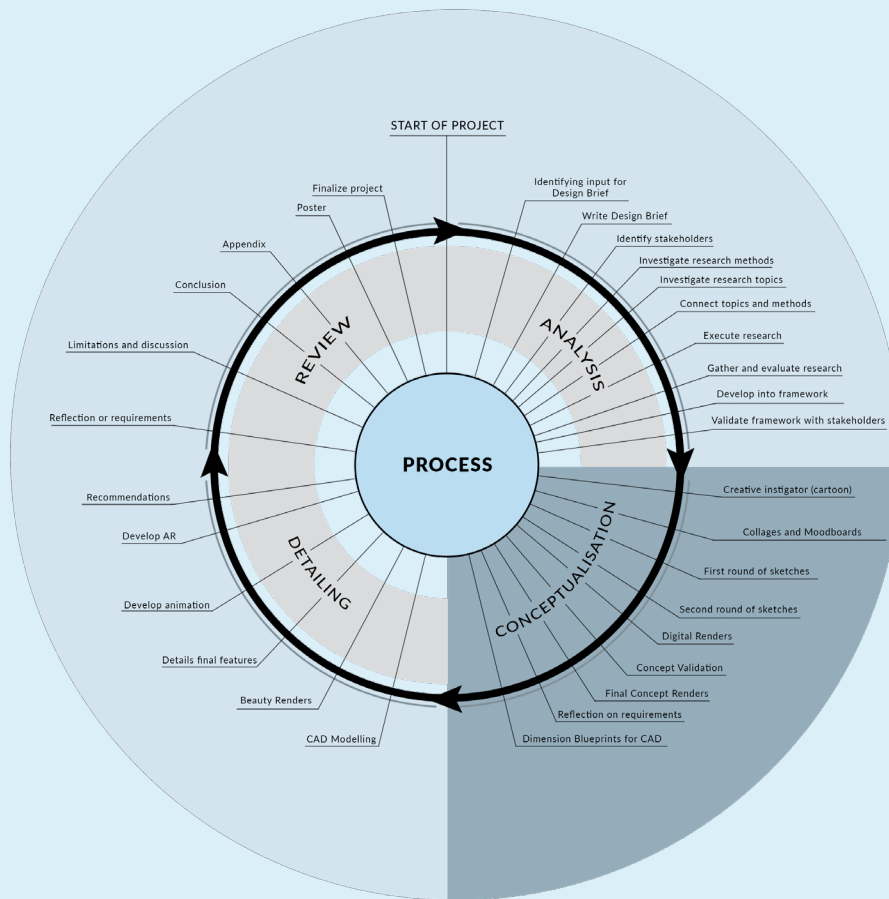 START OF PROJECT
Identifying input for
Design Brief
Write Design Brief
Identify stakeholders
Investigate research methods
Investigate research topics
Connect topics and methods
Execute research
Gather and evaluate research
Develop into framework
Validate framework with stakeholders
Creative instigator (cartoon)
Collages and Moodboards
First round of sketches
Second round of sketches
Digital Renders
Concept Validation
Final Concept Renders
Reflection on requirements
Dimension Blueprints for CAD
CAD Modelling
Beauty Renders
Details final features
Develop animation
Develop AR
Recommendations
Reflection or requirements
Limitations and discussion
Conclusion
Appendix
Poster
Finalize project
ANALYSIS
CONCEPTUALISATION
DETAILING
REVIEW
PROCESS